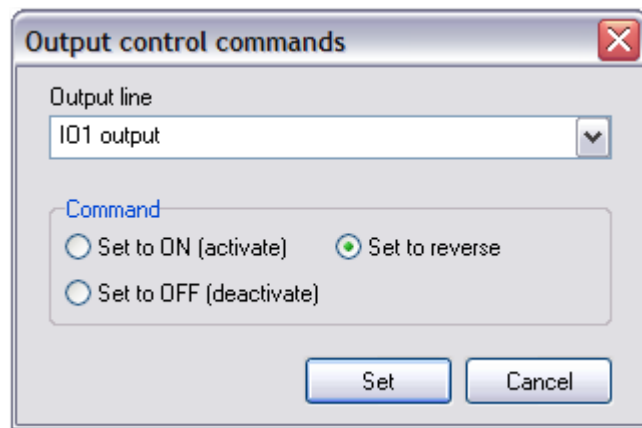 Output control commands
Output line
IO1 output
Command
Set to ON (activate) Set to reverse
Set to OFF (deactivate)
Set Cancel